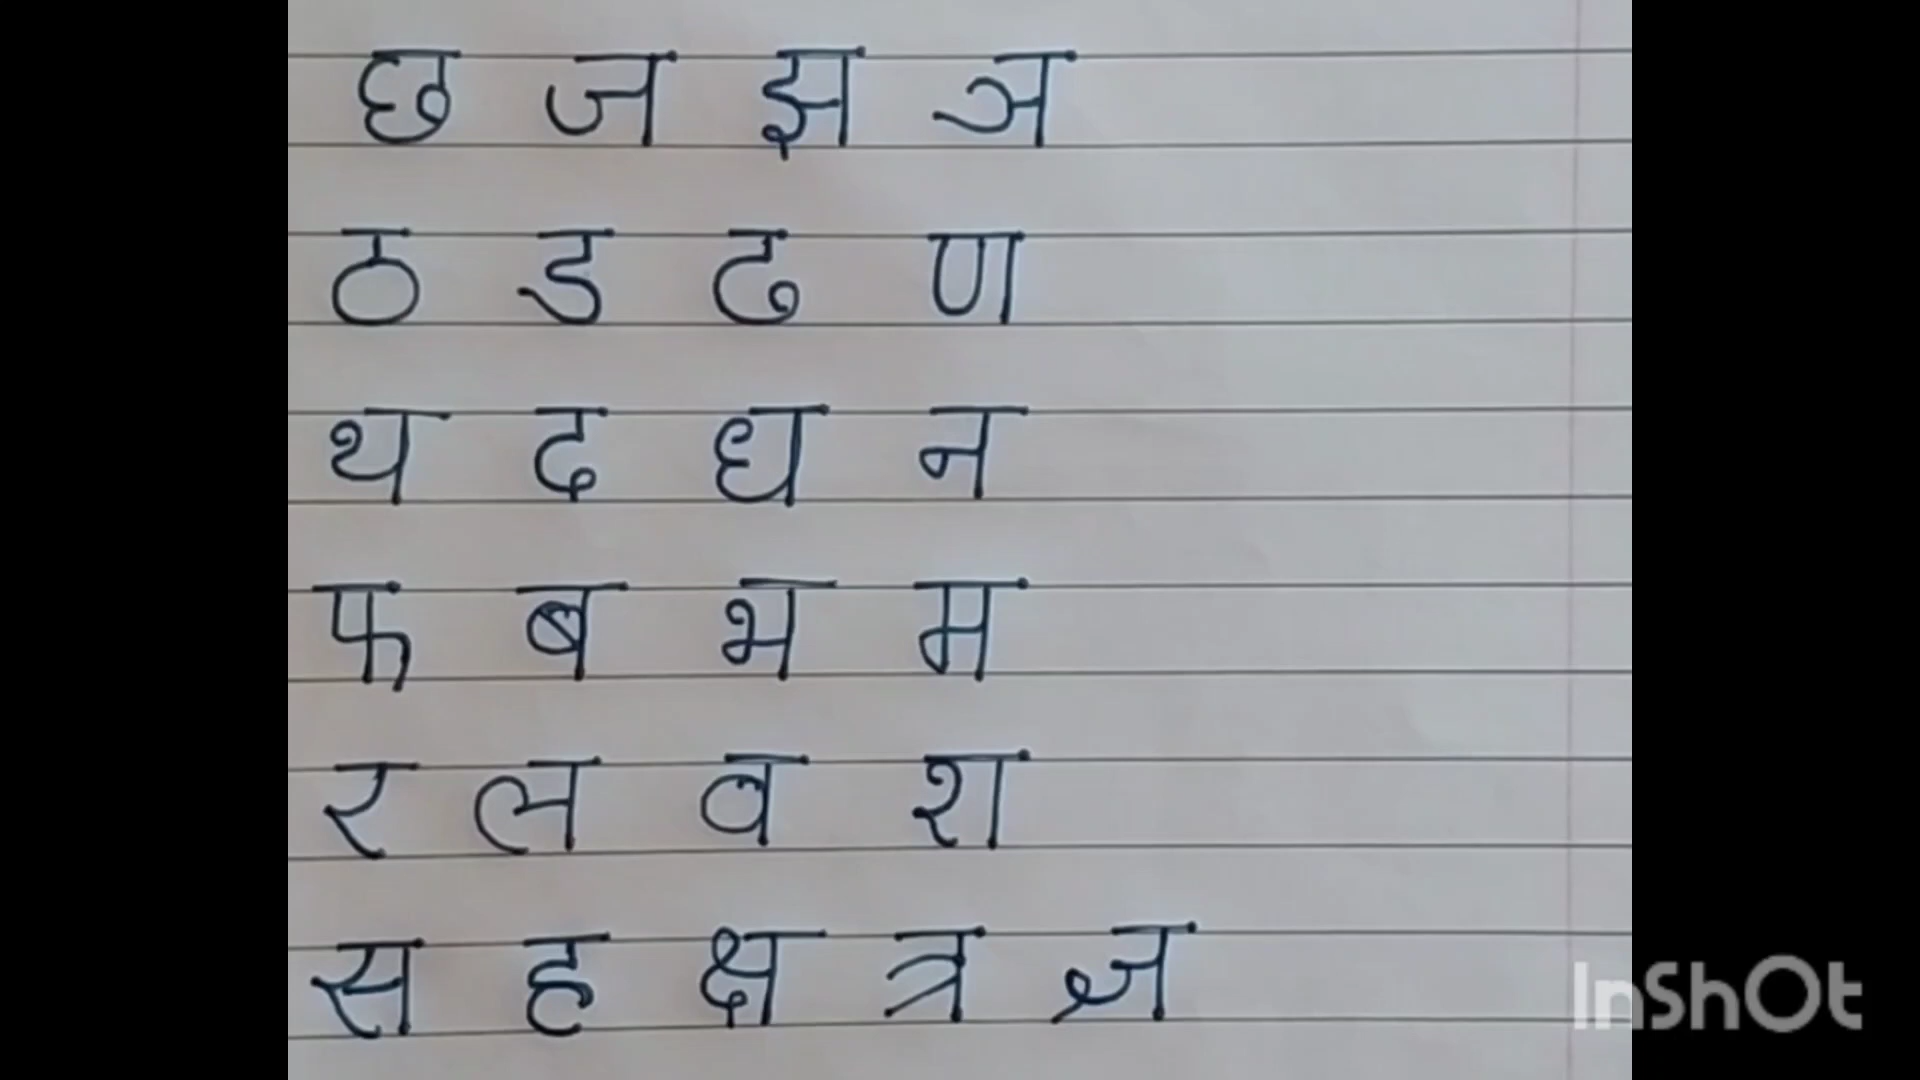 छ ज झ ञ
ठ ड ढ ण
थ द ध न
फ ब भ म
र ल व श
स ह क्ष त्र ज्ञ
InShOt